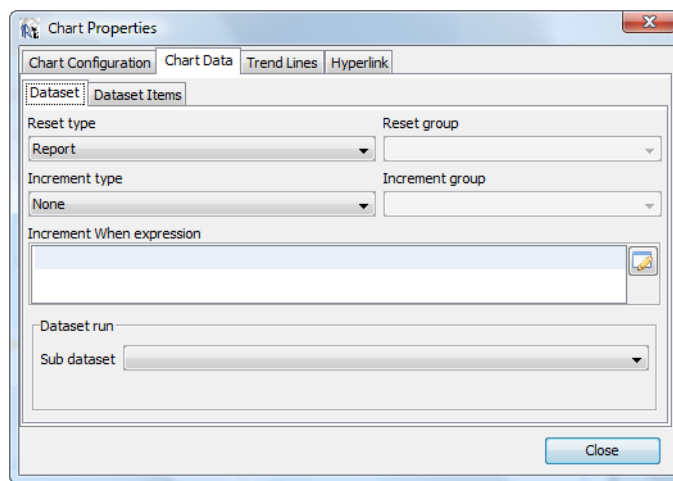 Chart Properties
Chart Configuration Chart Data Trend Lines Hyperlink
Dataset Dataset Items
Reset type Reset group
Report
Increment type Increment group
None
Increment When expression
Dataset run
Sub dataset
Close